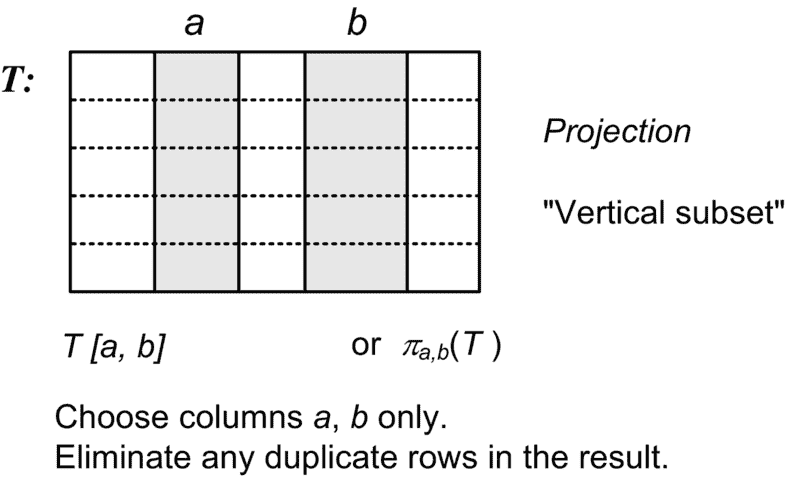 a b
T:
Projection
"Vertical subset"
T [a, b] or πa,b(T )
Choose columns a, b only.
Eliminate any duplicate rows in the result.